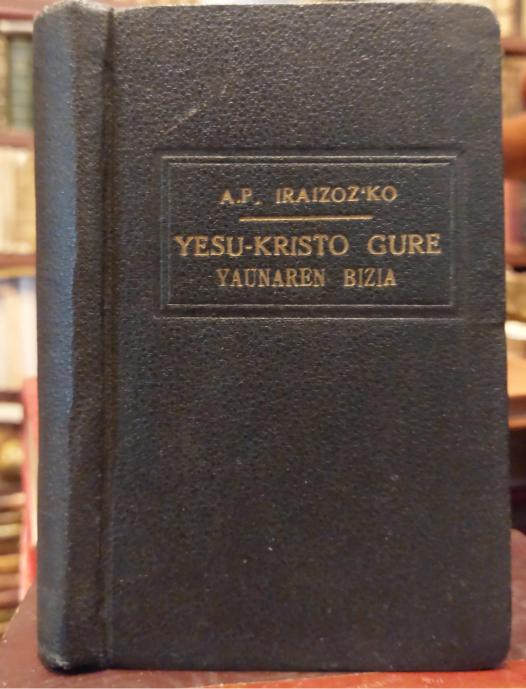 A.P. IRAIZOZ'KO
YESU-KRISTO GURE
YAUNAREN BIZIA